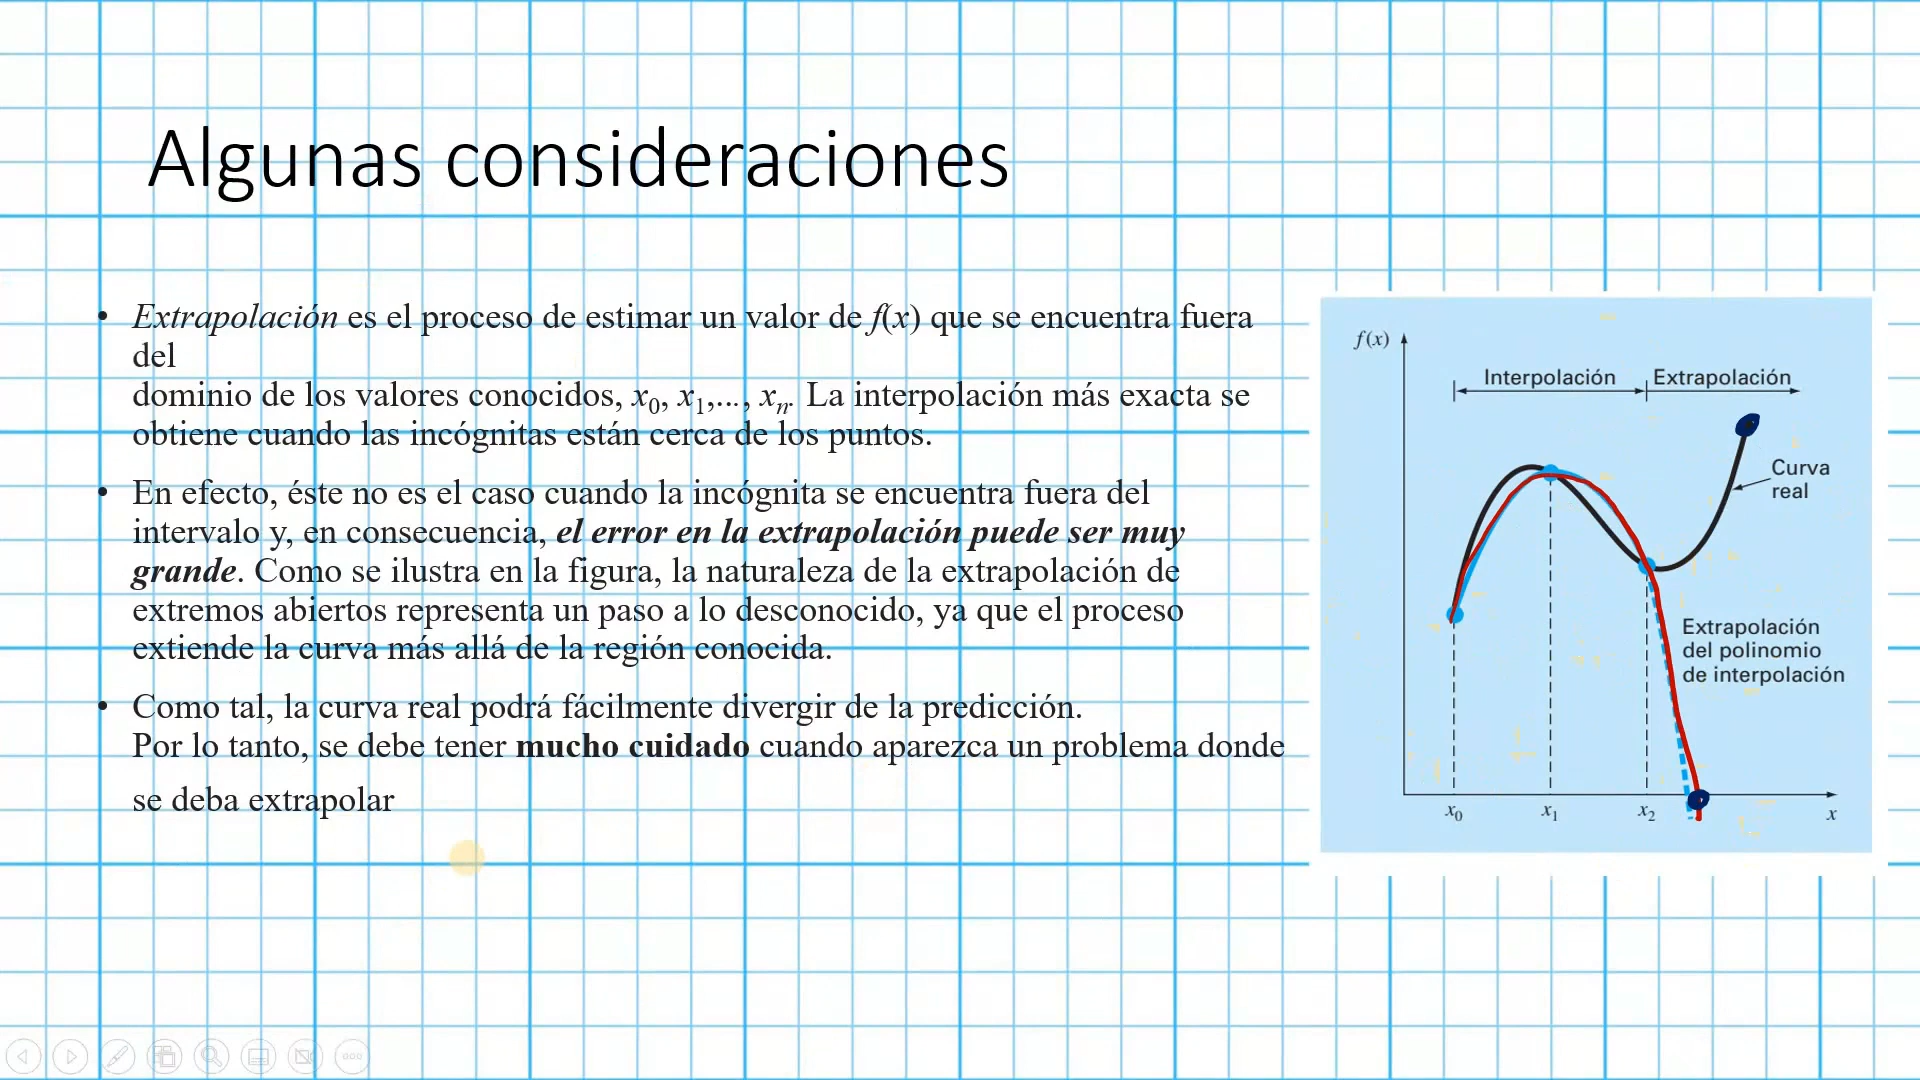 Algunas consideraciones
• Extrapolación es el proceso de estimar un valor de f(x) que se encuentra fuera
del
dominio de los valores conocidos, x0, x1,..., xn. La interpolación más exacta se
obtiene cuando las incógnitas están cerca de los puntos.
• En efecto, éste no es el caso cuando la incógnita se encuentra fuera del
intervalo y, en consecuencia, el error en la extrapolación puede ser muy
grande. Como se ilustra en la figura, la naturaleza de la extrapolación de
extremos abiertos representa un paso a lo desconocido, ya que el proceso
extiende la curva más allá de la región conocida.
• Como tal, la curva real podrá fácilmente divergir de la predicción.
Por lo tanto, se debe tener mucho cuidado cuando aparezca un problema donde
se deba extrapolar
f(x)
Interpolación Extrapolación
Curva
real
Extrapolación
del polinomio
de interpolación
x0 x1 x2 x